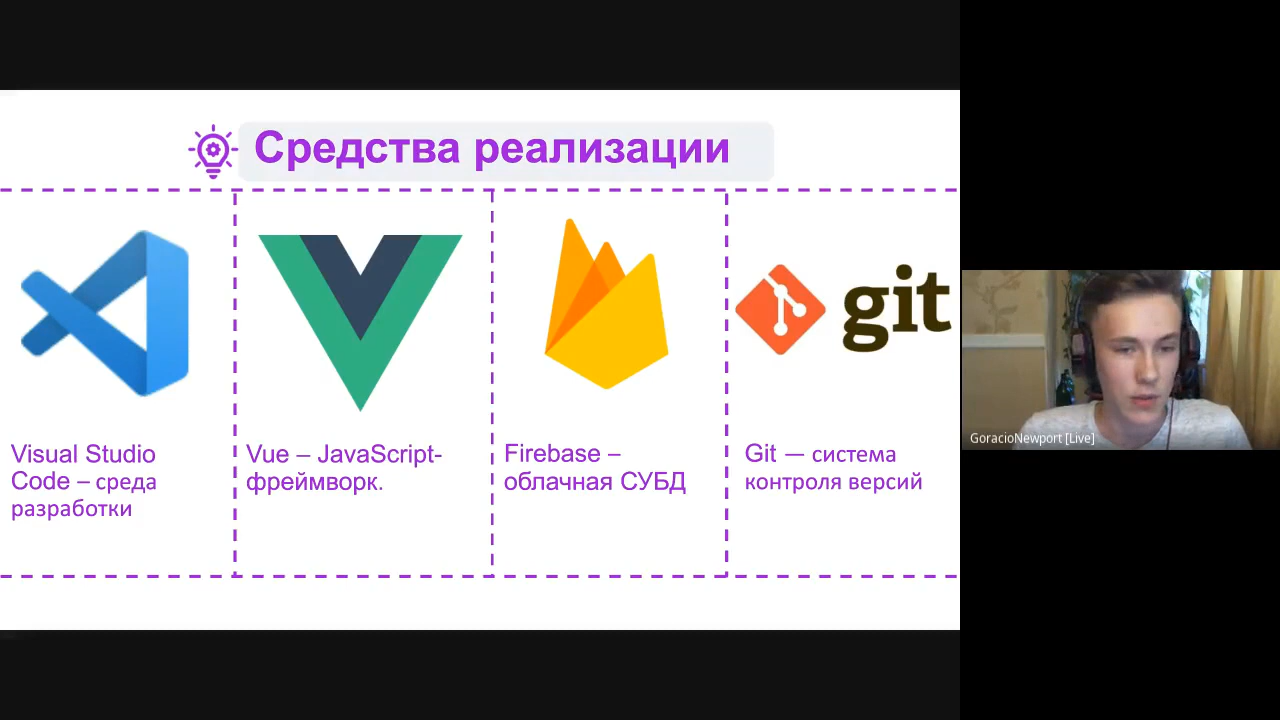 Средства реализации
git
Visual Studio
Code – среда
разработки
Vue – JavaScript-
фреймворк.
Firebase –
облачная СУБД
Git — система
контроля версий
GoracioNewport [Live]